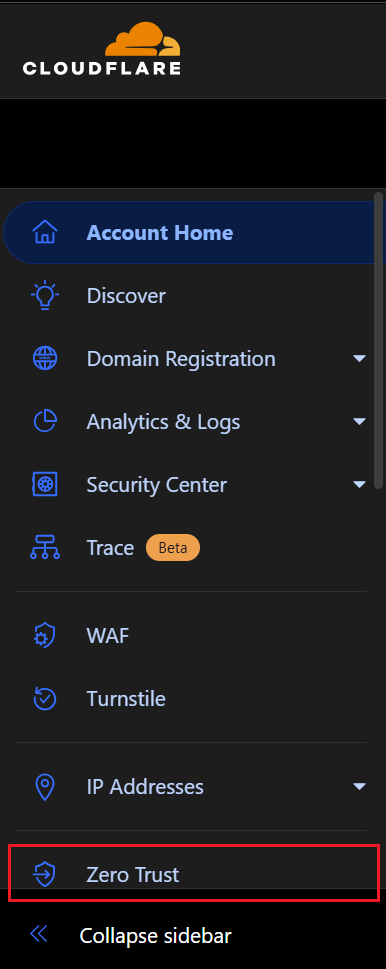 CLOUDFLARE
Account Home
Discover
Domain Registration
Analytics & Logs
Security Center
Trace Beta
WAF
Turnstile
IP Addresses
Zero Trust
Collapse sidebar